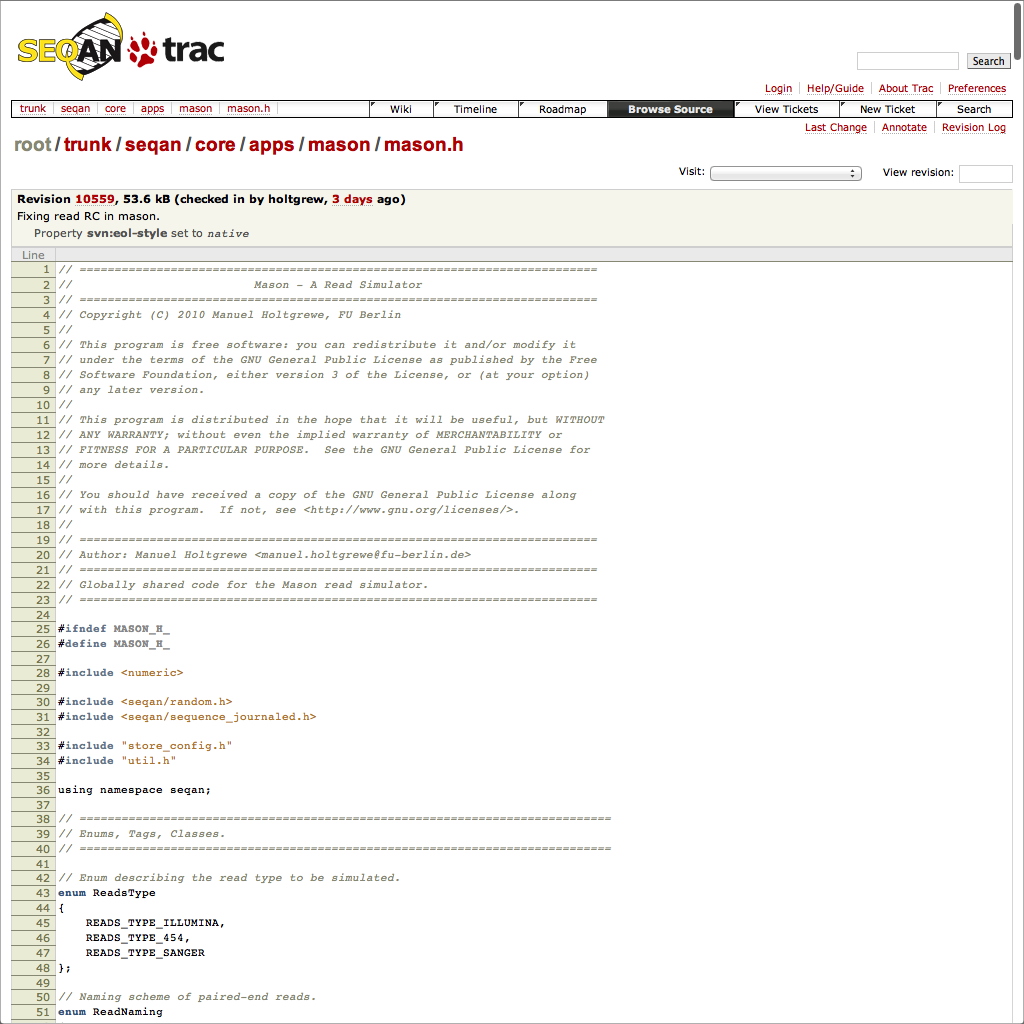 SEQAN trac
Search
Login Help/Guide About Trac Preferences
trunk seqan core apps mason mason.h Wiki Timeline Roadmap Browse Source View Tickets New Ticket Search
Last Change Annotate Revision Log
root/trunk/seqan/core/apps/mason/mason.h
Visit: View revision:
Revision 10559, 53.6 kB (checked in by holtgrew, 3 days ago)
Fixing read RC in mason.
Property svn:eol-style set to native
Line
1 // ==========================================================================
2 //                          Mason - A Read Simulator
3 // ==========================================================================
4 // Copyright (C) 2010 Manuel Holtgrewe, FU Berlin
5 //
6 // This program is free software: you can redistribute it and/or modify it
7 // under the terms of the GNU General Public License as published by the Free
8 // Software Foundation, either version 3 of the License, or (at your option)
9 // any later version.
10 //
11 // This program is distributed in the hope that it will be useful, but WITHOUT
12 // ANY WARRANTY; without even the implied warranty of MERCHANTABILITY or
13 // FITNESS FOR A PARTICULAR PURPOSE.  See the GNU General Public License for
14 // more details.
15 //
16 // You should have received a copy of the GNU General Public License along
17 // with this program.  If not, see <http://www.gnu.org/licenses/>.
18 //
19 // ==========================================================================
20 // Author: Manuel Holtgrewe <manuel.holtgrewe@fu-berlin.de>
21 // ==========================================================================
22 // Globally shared code for the Mason read simulator.
23 // ==========================================================================
24
25 #ifndef MASON_H_
26 #define MASON_H_
27
28 #include <numeric>
29
30 #include <seqan/random.h>
31 #include <seqan/sequence_journaled.h>
32
33 #include "store_config.h"
34 #include "util.h"
35
36 using namespace seqan;
37
38 // ============================================================================
39 // Enums, Tags, Classes.
40 // ============================================================================
41
42 // Enum describing the read type to be simulated.
43 enum ReadsType
44 {
45     READS_TYPE_ILLUMINA,
46     READS_TYPE_454,
47     READS_TYPE_SANGER
48 };
49
50 // Naming scheme of paired-end reads.
51 enum ReadNaming